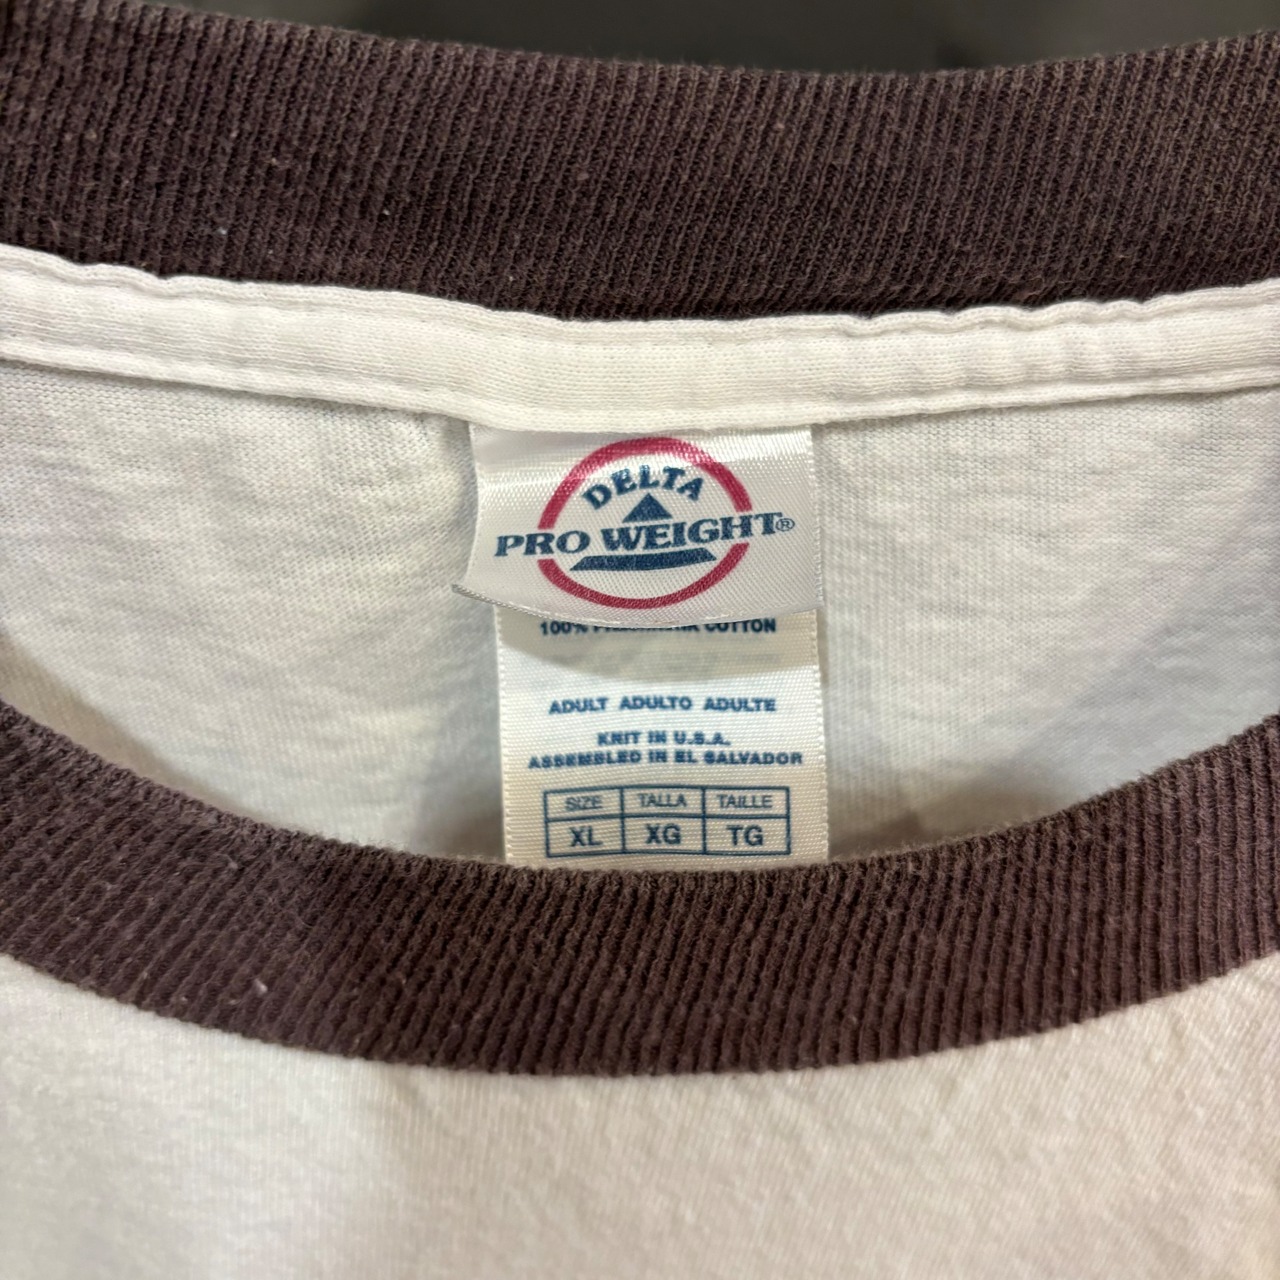 DELTA
PRO WEIGHT®
100% COTTON
ADULT ADULTO ADULTE
KNIT IN U.S.A.
ASSEMBLED IN EL SALVADOR
SIZE TALLA TAILLE
XL XG TG